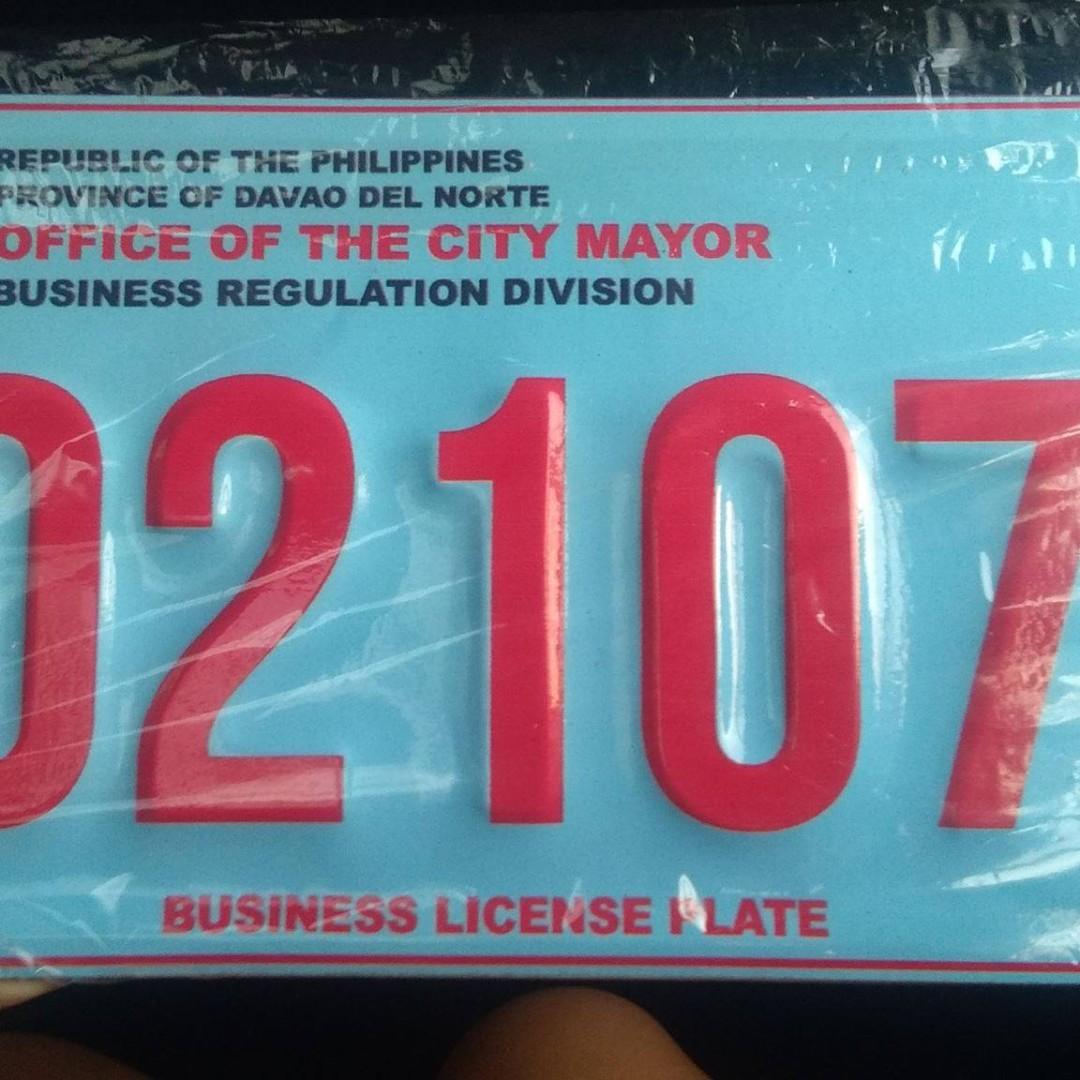 REPUBLIC OF THE PHILIPPINES
PROVINCE OF DAVAO DEL NORTE
OFFICE OF THE CITY MAYOR
BUSINESS REGULATION DIVISION
02107
BUSINESS LICENSE PLATE